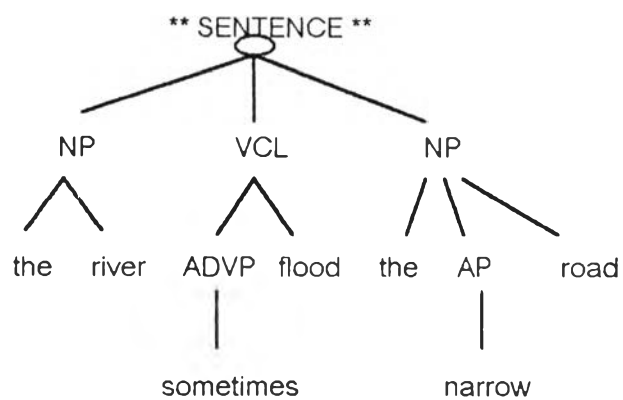 ** SENTENCE **
NP VCL NP
the river ADVP flood the AP road
sometimes narrow